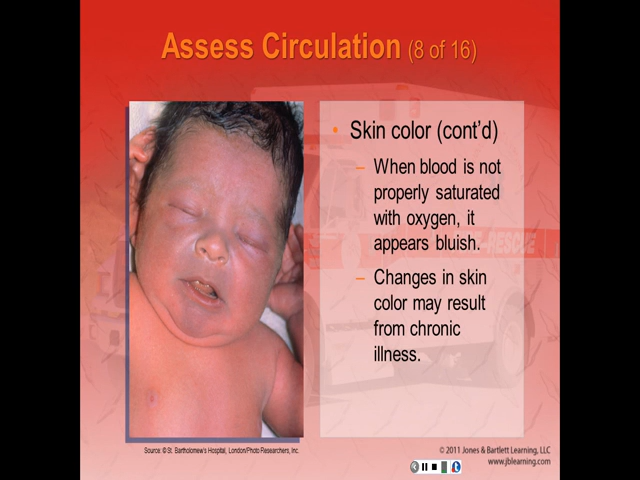 Assess Circulation (8 of 16)
• Skin color (cont’d)
– When blood is not
properly saturated
with oxygen, it
appears bluish.
– Changes in skin
color may result
from chronic
illness.
Source: © St. Bartholomew's Hospital, London/Photo Researchers, Inc.
© 2011 Jones & Bartlett Learning, LLC
www.jblearning.com